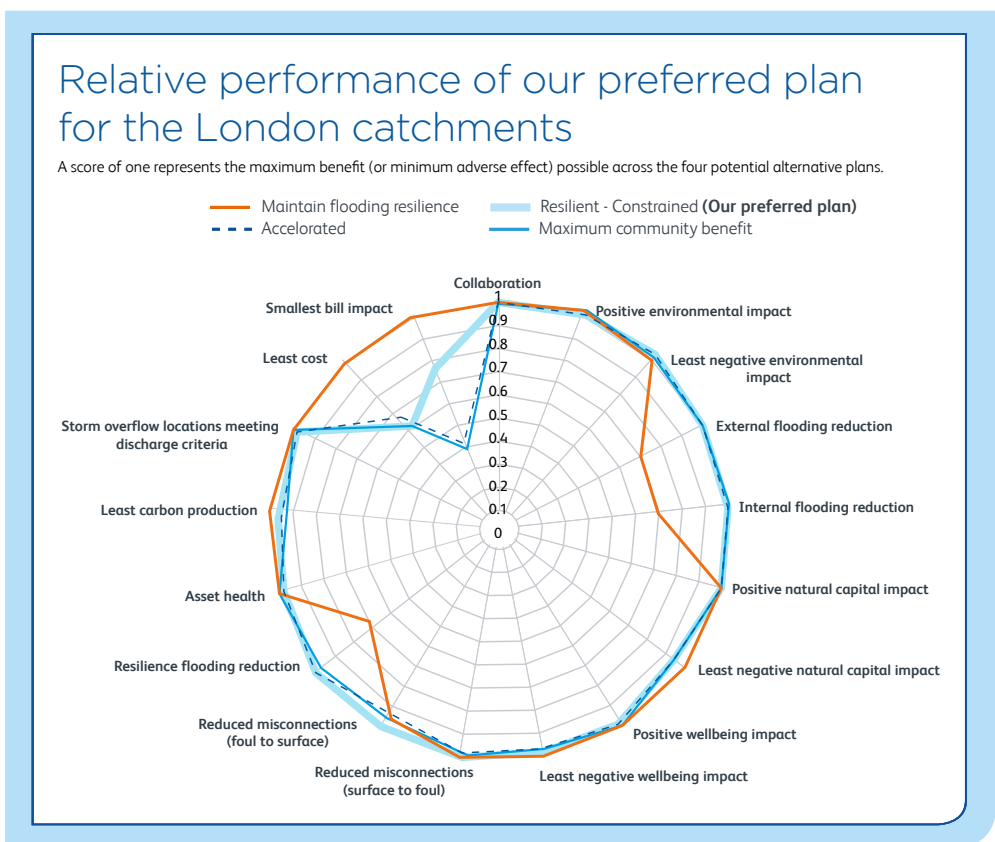 Relative performance of our preferred plan
for the London catchments
A score of one represents the maximum benefit (or minimum adverse effect) possible across the four potential alternative plans.
Maintain flooding resilience
Resilient - Constrained (Our preferred plan)
Accelorated
Maximum community benefit
Collaboration
Smallest bill impact
Positive environmental impact
Least cost
Least negative environmental
impact
Storm overflow locations meeting
discharge criteria
External flooding reduction
Least carbon production
Internal flooding reduction
Asset health
Positive natural capital impact
Resilience flooding reduction
Least negative natural capital impact
Reduced misconnections
(foul to surface)
Positive wellbeing impact
Reduced misconnections
(surface to foul)
Least negative wellbeing impact
1
0.9
0.8
0.7
0.6
0.5
0.4
0.3
0.2
0.1
0